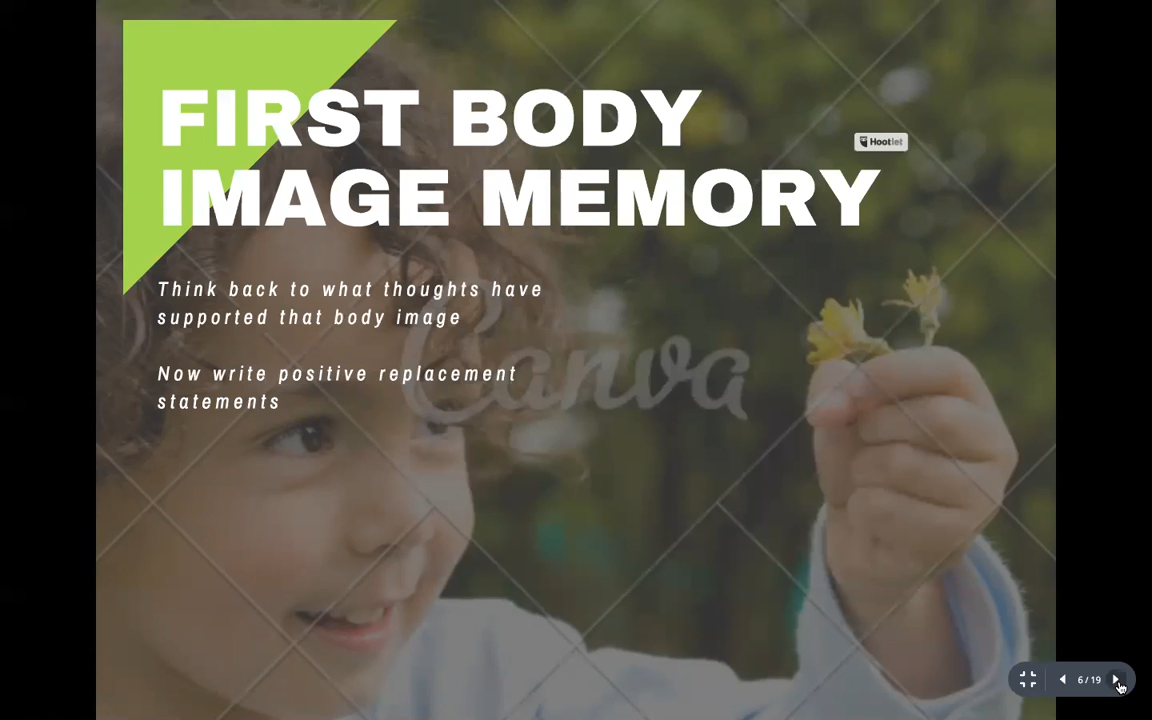 FIRST BODY
IMAGE MEMORY
Hootlet
Think back to what thoughts have
supported that body image
Now write positive replacement
statements
Canva
6 / 19